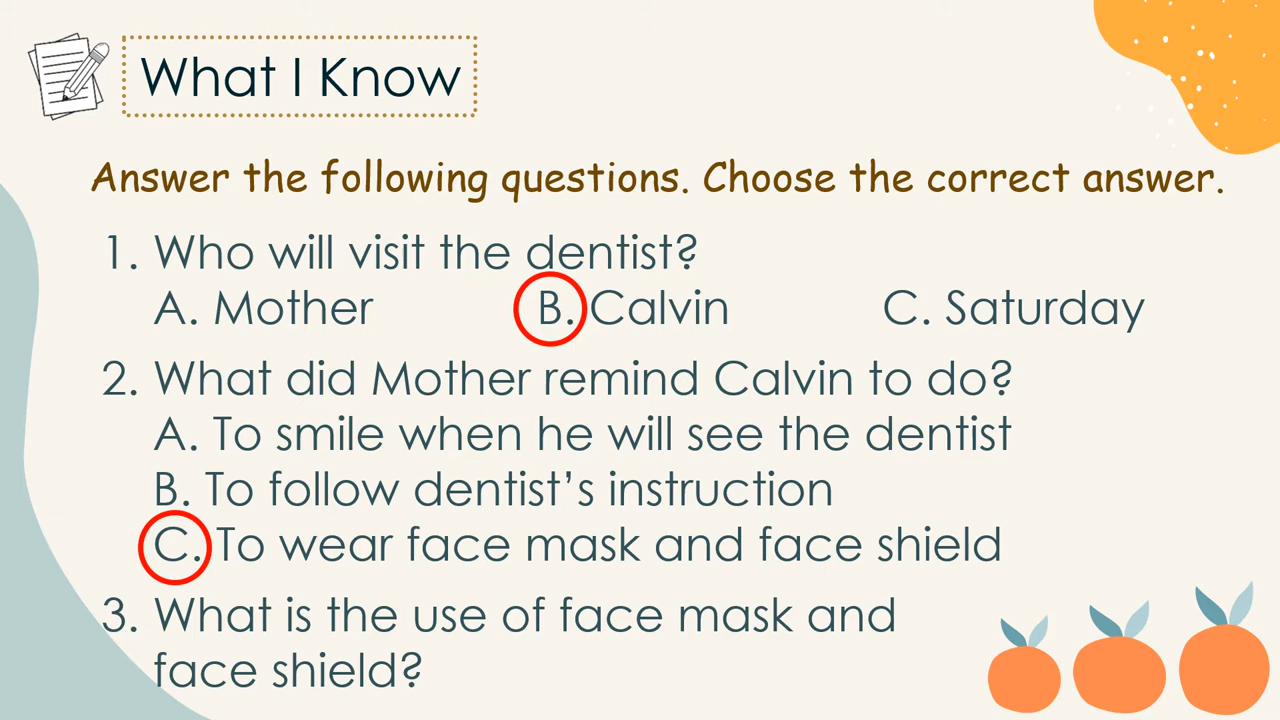 What I Know
Answer the following questions. Choose the correct answer.
1. Who will visit the dentist?
A. Mother B. Calvin C. Saturday
2. What did Mother remind Calvin to do?
A. To smile when he will see the dentist
B. To follow dentist’s instruction
C. To wear face mask and face shield
3. What is the use of face mask and
face shield?